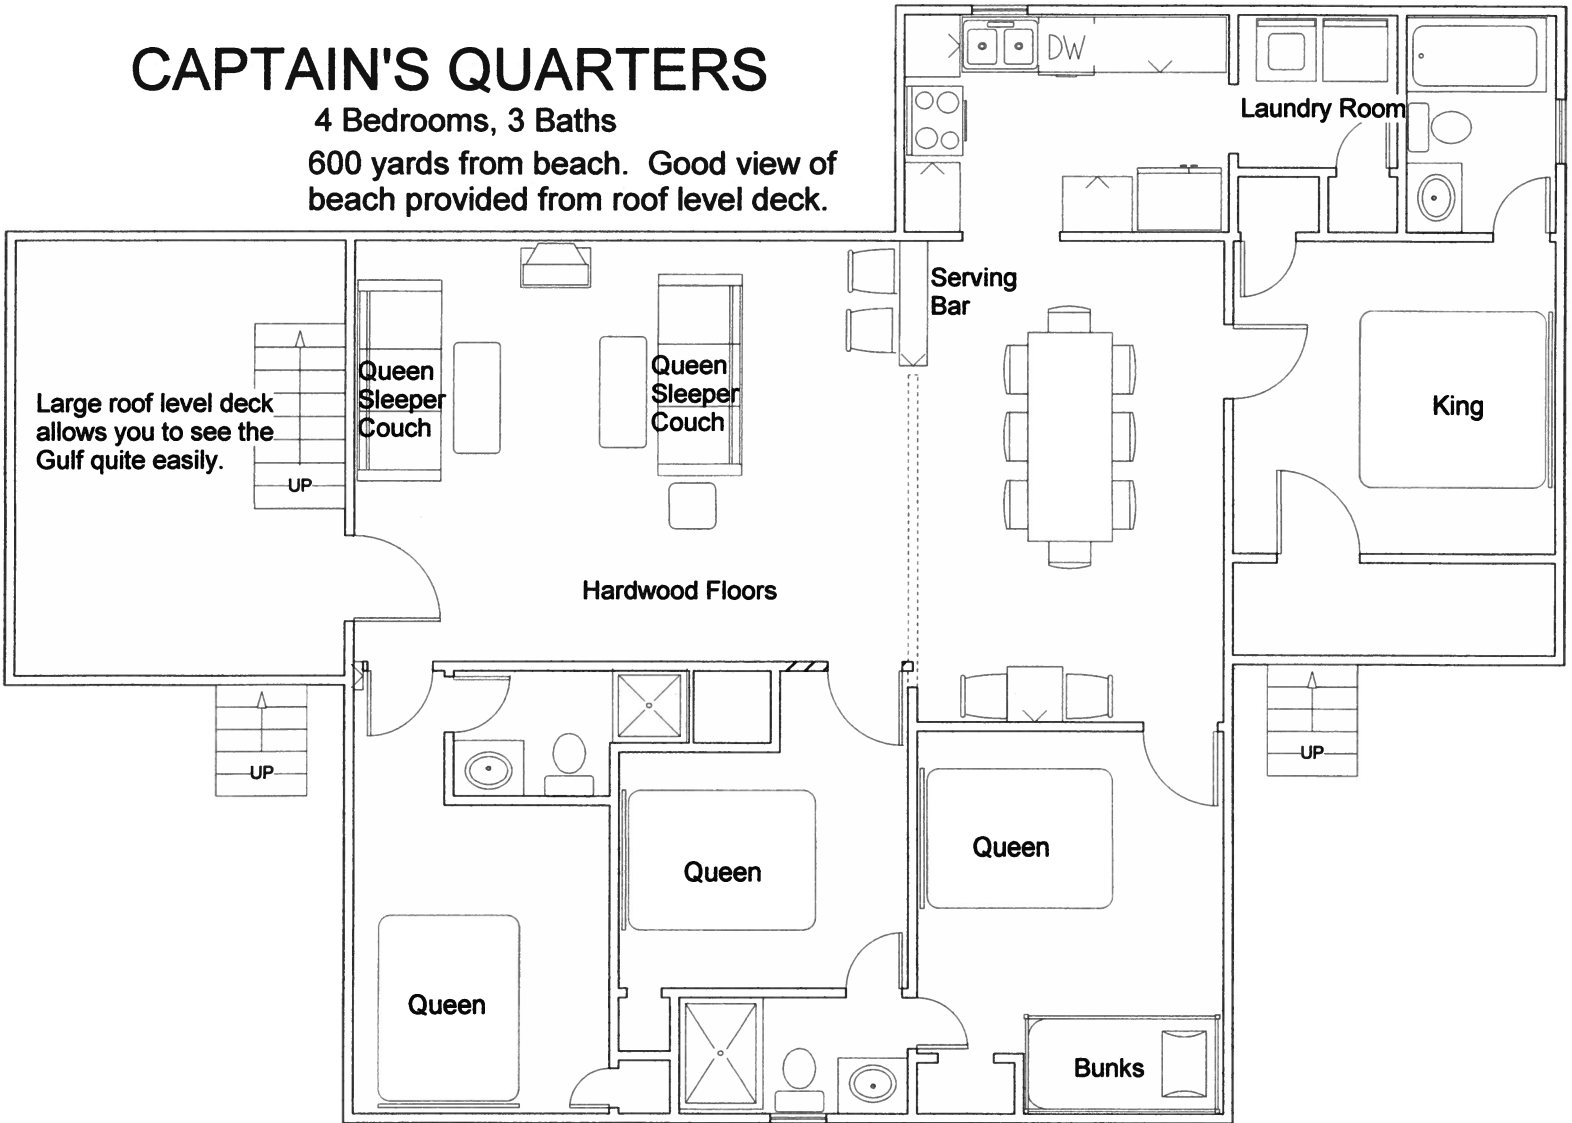 CAPTAIN'S QUARTERS
4 Bedrooms, 3 Baths
600 yards from beach. Good view of
beach provided from roof level deck.
DW
Laundry Room
Serving
Bar
Large roof level deck
allows you to see the
Gulf quite easily.
UP
Queen
Sleeper
Couch
Queen
Sleeper
Couch
King
Hardwood Floors
UP
UP
Queen
Queen
Queen
Bunks